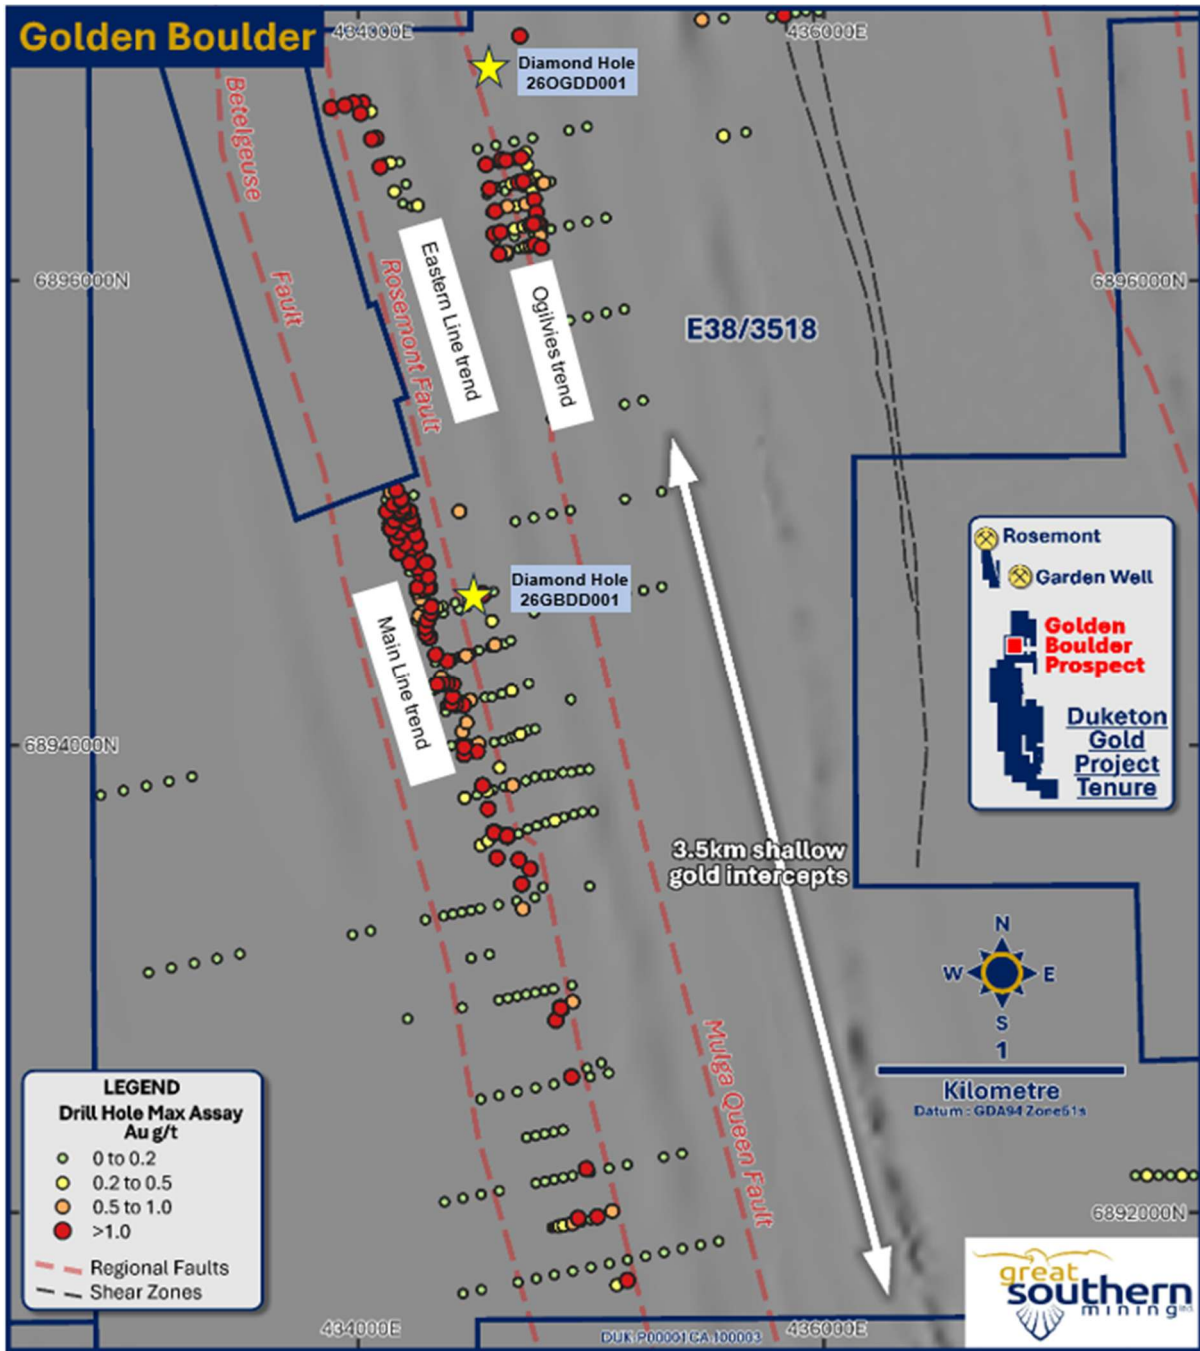 Golden Boulder
434000E
436000E
Diamond Hole
26OGDD001
Betelgeuse
Fault
Rosemont Fault
Eastern Line trend
Ogilvies trend
6896000N
6896000N
E38/3518
Diamond Hole
26GBDD001
Main Line trend
Rosemont
Garden Well
Golden
Boulder
Prospect
Duketon
Gold
Project
Tenure
6894000N
3.5km shallow
gold intercepts
N
W
E
S
1
Kilometre
Datum : GDA94 Zone51s
Mulga Queen Fault
LEGEND
Drill Hole Max Assay
Au g/t
0 to 0.2
0.2 to 0.5
0.5 to 1.0
>1.0
Regional Faults
Shear Zones
6892000N
great
southern
mining
434000E
436000E